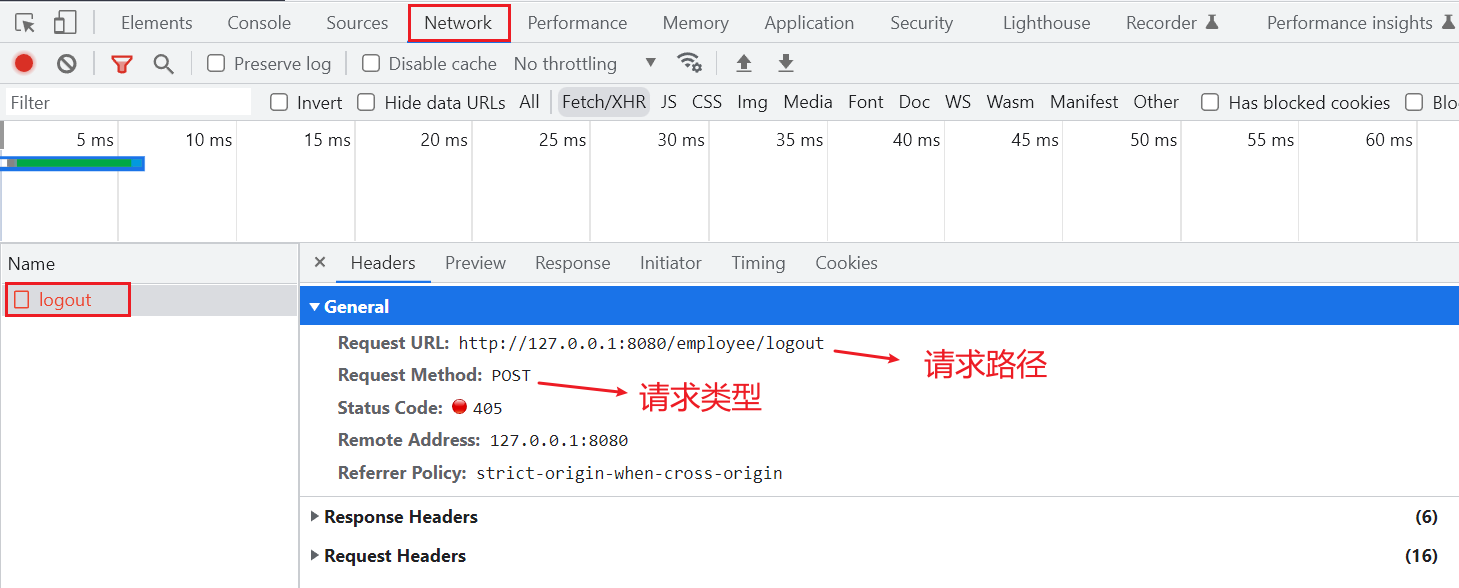 Elements Console Sources Network Performance Memory Application Security Lighthouse Recorder Performance insights
Preserve log Disable cache No throttling
Filter Invert Hide data URLs All Fetch/XHR JS CSS Img Media Font Doc WS Wasm Manifest Other Has blocked cookies Blo
5 ms 10 ms 15 ms 20 ms 25 ms 30 ms 35 ms 40 ms 45 ms 50 ms 55 ms 60 ms
Name × Headers Preview Response Initiator Timing Cookies
logout
General
Request URL: http://127.0.0.1:8080/employee/logout 请求路径
Request Method: POST 请求类型
Status Code: 405
Remote Address: 127.0.0.1:8080
Referrer Policy: strict-origin-when-cross-origin
Response Headers (6)
Request Headers (16)